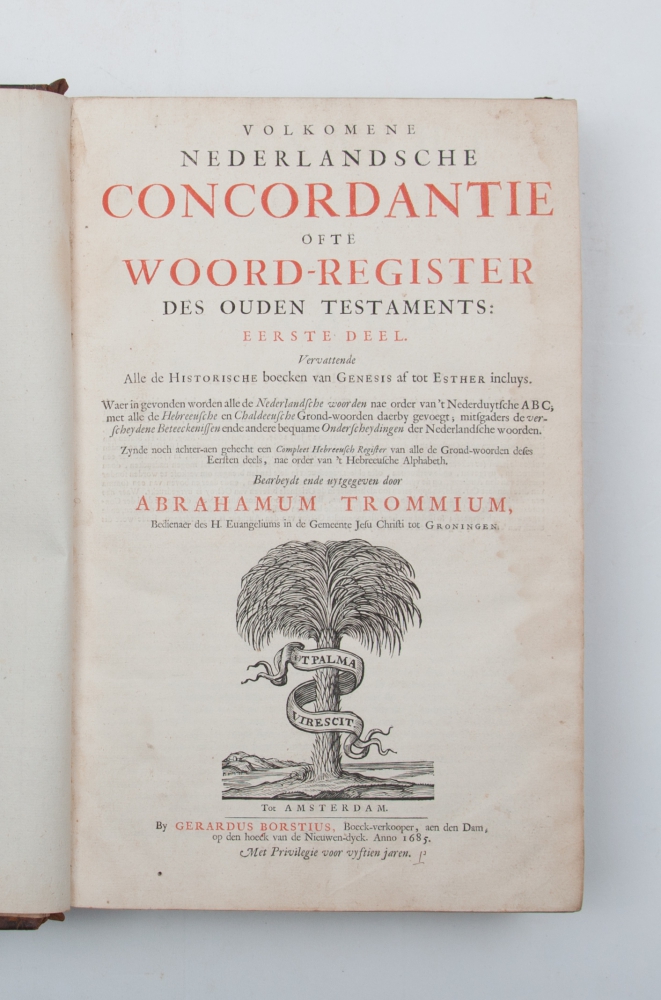 VOLKOMENE
NEDERLANDSCHE
CONCORDANTIE
OFTE
WOORD-REGISTER
DES OUDEN TESTAMENTS:
EERSTE DEEL.
Vervattende
Alle de HISTORISCHE boecken van GENESIS af tot ESTHER incluys.
Waer in gevonden worden alle de Nederlandſche woorden nae order van 't Nederduytſche ABC;
met alle de Hebreeuſche en Chaldeeuſche Grond-woorden daerby gevoegt; mitſgaders de ver-
ſcheydene Beteeckeniſſen ende andere bequame Onderſcheydingen der Nederlandſche woorden.
Zynde noch achter-aen gehecht een Compleet Hebreeuſch Regiſter van alle de Grond-woorden deſes
Eerſten deels, nae order van 't Hebreeuſche Alphabeth.
Bearbeydt ende uytgegeven door
ABRAHAMUM TROMMIUM,
Bedienaer des H. Euangeliums in de Gemeente Jeſu Chriſti tot GRONINGEN.
UT PALMA
VIRESCIT.
Tot AMSTERDAM.
By GERARDUS BORSTIUS, Boeck-verkooper, aen den Dam,
op den hoeck van de Nieuwen-dyck. Anno 1685.
Met Privilegie voor vyftien jaren.